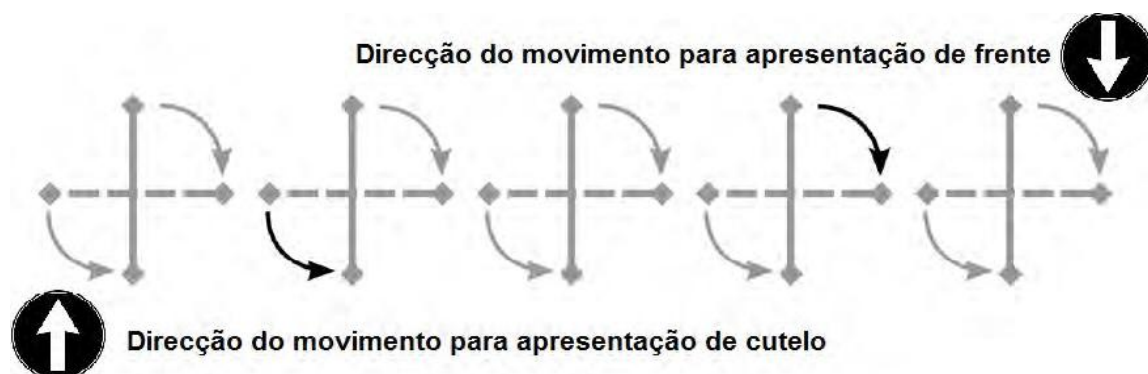 Direcção do movimento para apresentação de frente
Direcção do movimento para apresentação de cutelo